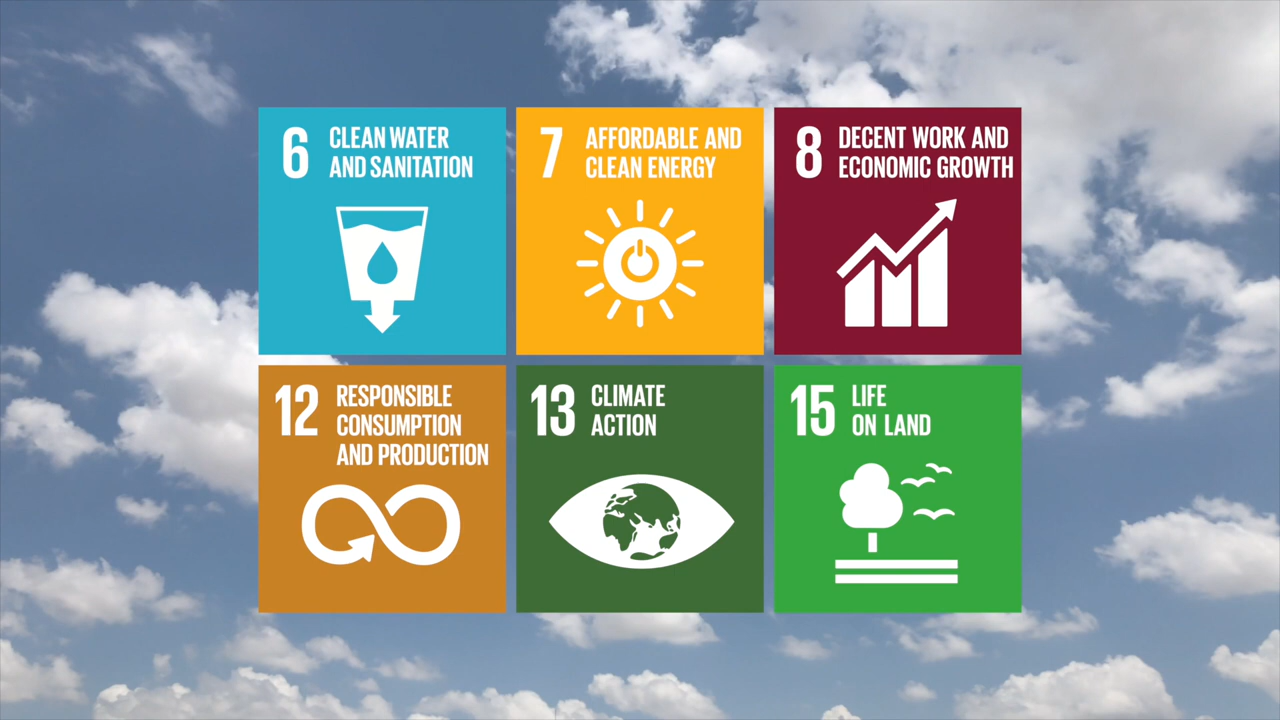 6 CLEAN WATER
AND SANITATION
7 AFFORDABLE AND
CLEAN ENERGY
8 DECENT WORK AND
ECONOMIC GROWTH
12 RESPONSIBLE
CONSUMPTION
AND PRODUCTION
13 CLIMATE
ACTION
15 LIFE
ON LAND